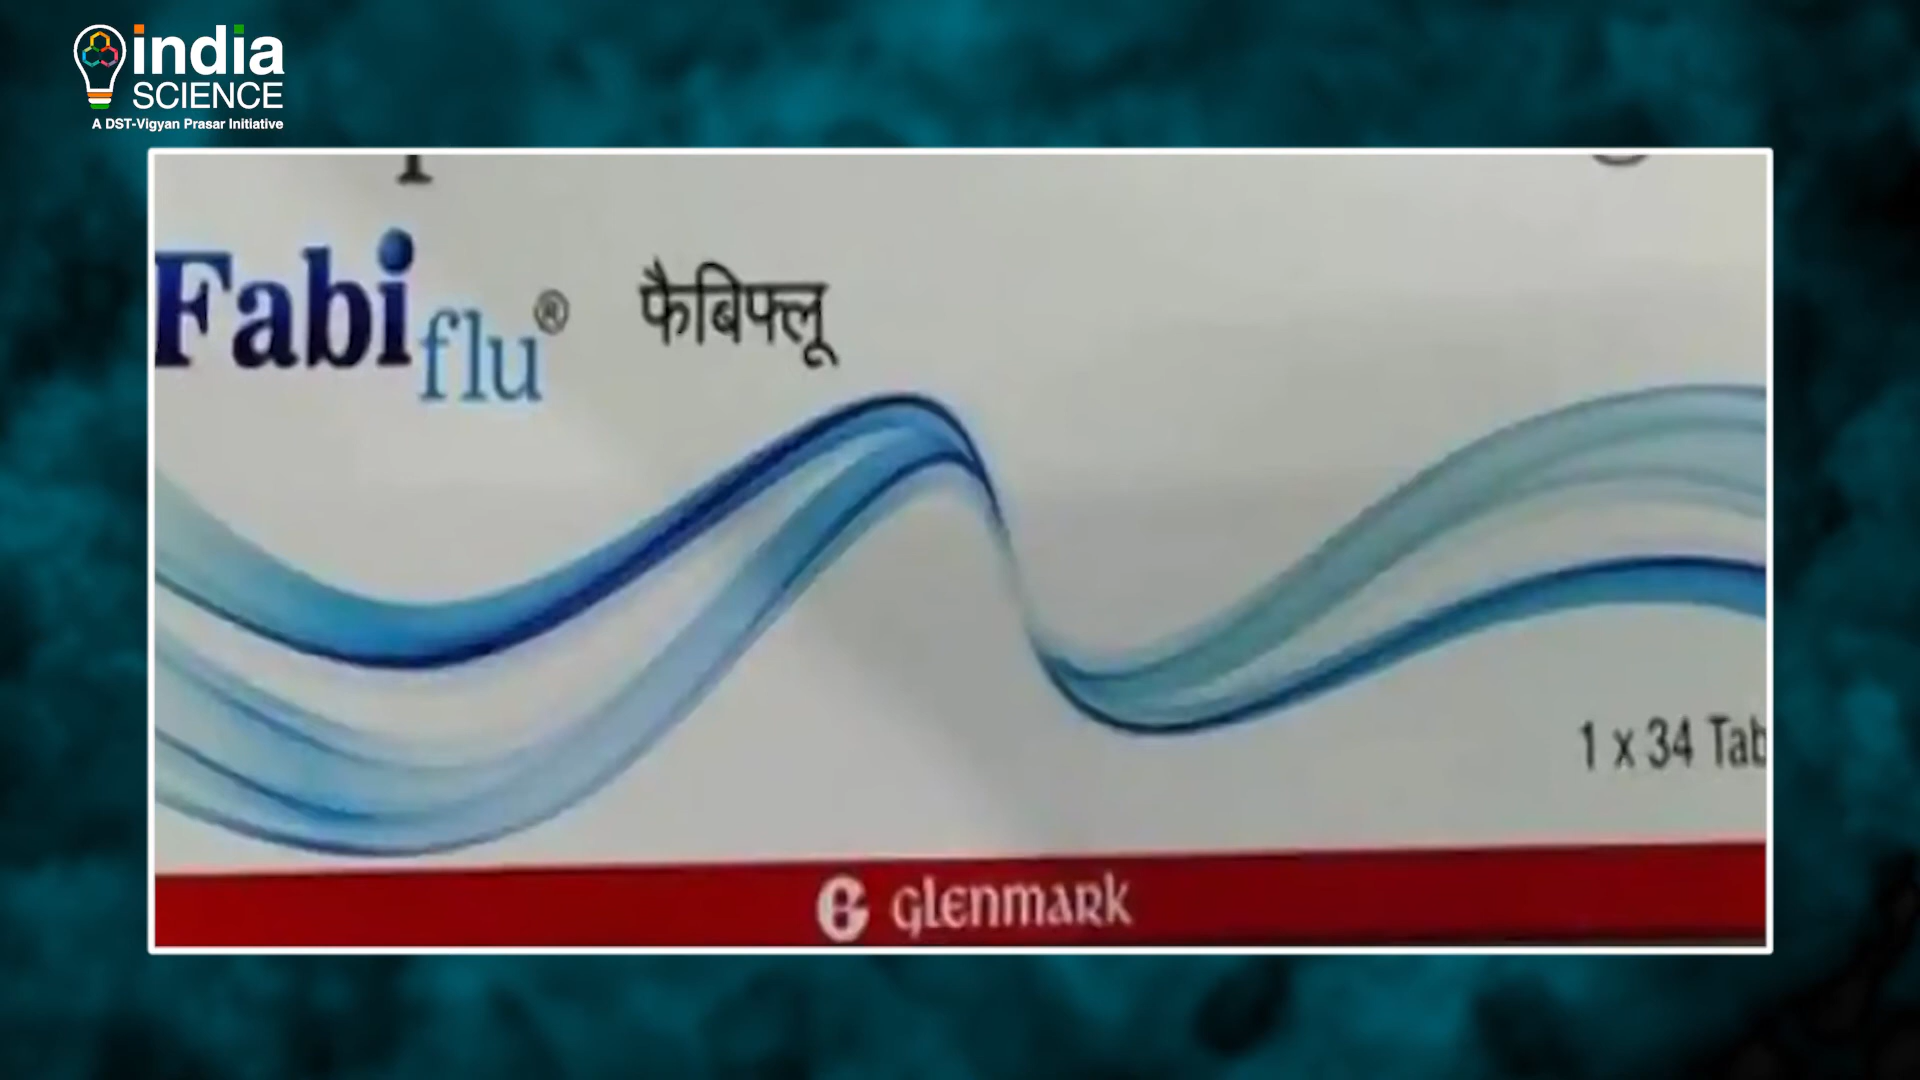 india
SCIENCE
A DST-Vigyan Prasar Initiative
Fabiflu® फैबिफ्लू
1 x 34 Tab
GLENMARK